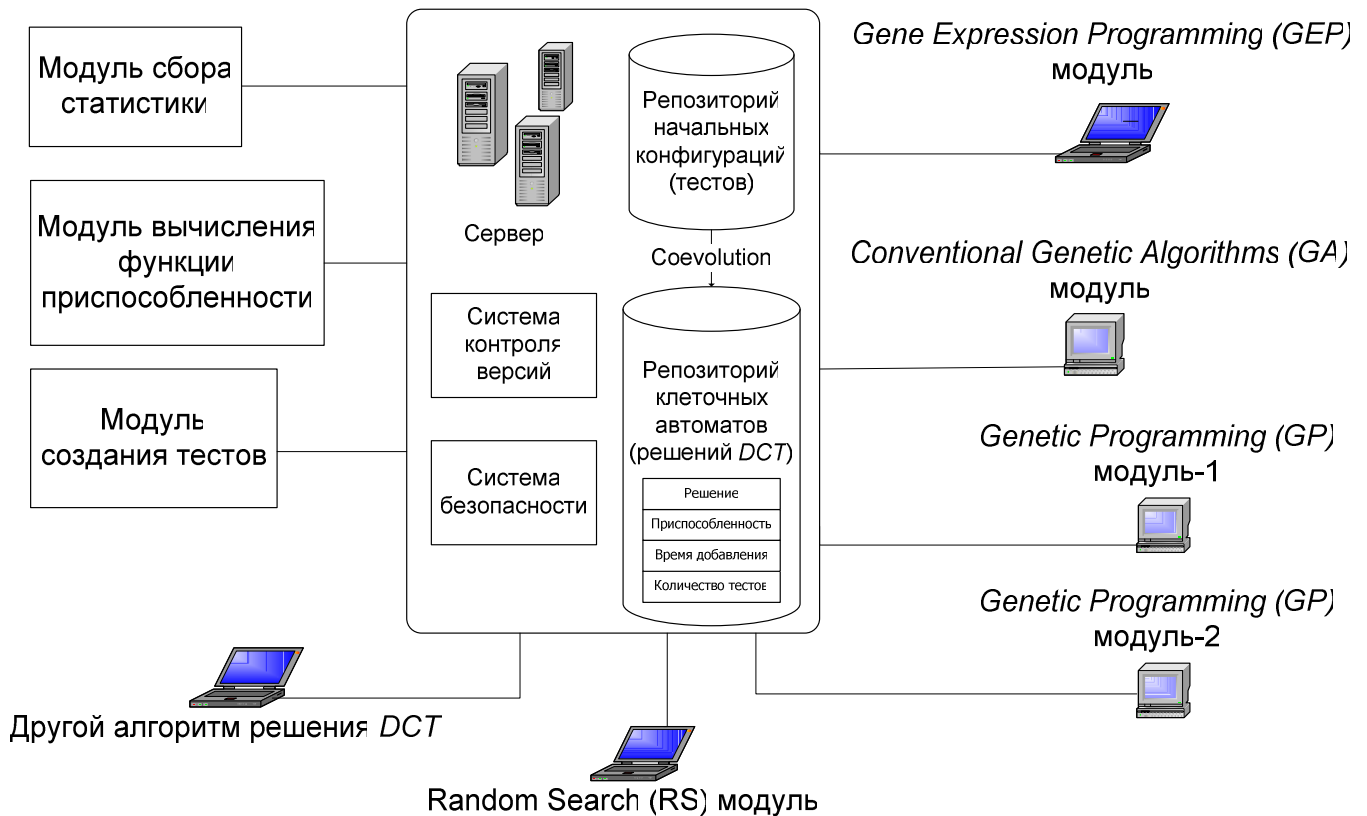 Модуль сбора
статистики
Модуль вычисления
функции
приспособленности
Модуль
создания тестов
Сервер
Система
контроля
версий
Система
безопасности
Репозиторий
начальных
конфигураций
(тестов)
Coevolution
Репозиторий
клеточных
автоматов
(решений DCT)
Решение
Приспособленность
Время добавления
Количество тестов
Gene Expression Programming (GEP)
модуль
Conventional Genetic Algorithms (GA)
модуль
Genetic Programming (GP)
модуль-1
Genetic Programming (GP)
модуль-2
Другой алгоритм решения DCT
Random Search (RS) модуль